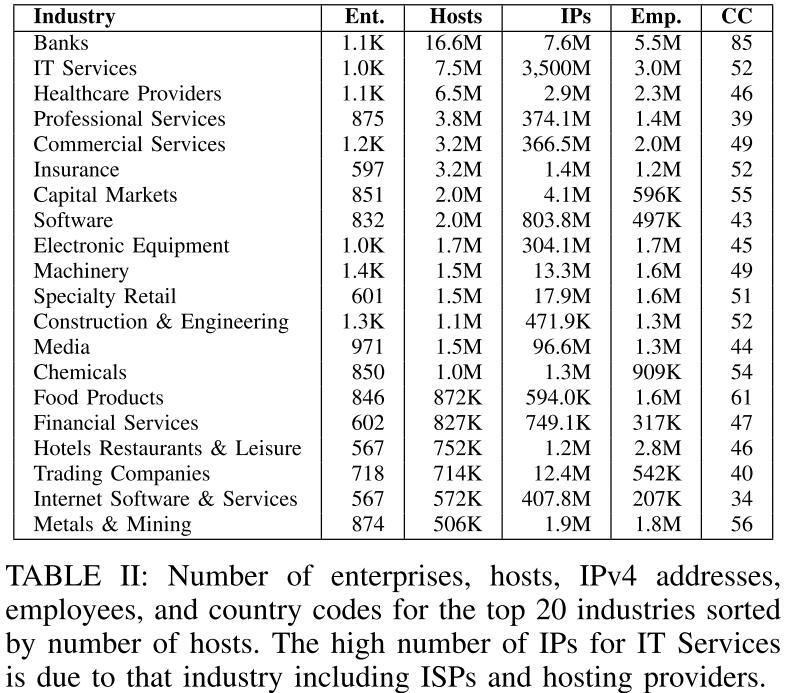 Industry Ent. Hosts IPs Emp. CC
Banks 1.1K 16.6M 7.6M 5.5M 85
IT Services 1.0K 7.5M 3,500M 3.0M 52
Healthcare Providers 1.1K 6.5M 2.9M 2.3M 46
Professional Services 875 3.8M 374.1M 1.4M 39
Commercial Services 1.2K 3.2M 366.5M 2.0M 49
Insurance 597 3.2M 1.4M 1.2M 52
Capital Markets 851 2.0M 4.1M 596K 55
Software 832 2.0M 803.8M 497K 43
Electronic Equipment 1.0K 1.7M 304.1M 1.7M 45
Machinery 1.4K 1.5M 13.3M 1.6M 49
Specialty Retail 601 1.5M 17.9M 1.6M 51
Construction & Engineering 1.3K 1.1M 471.9K 1.3M 52
Media 971 1.5M 96.6M 1.3M 44
Chemicals 850 1.0M 1.3M 909K 54
Food Products 846 872K 594.0K 1.6M 61
Financial Services 602 827K 749.1K 317K 47
Hotels Restaurants & Leisure 567 752K 1.2M 2.8M 46
Trading Companies 718 714K 12.4M 542K 40
Internet Software & Services 567 572K 407.8M 207K 34
Metals & Mining 874 506K 1.9M 1.8M 56
TABLE II: Number of enterprises, hosts, IPv4 addresses,
employees, and country codes for the top 20 industries sorted
by number of hosts. The high number of IPs for IT Services
is due to that industry including ISPs and hosting providers.